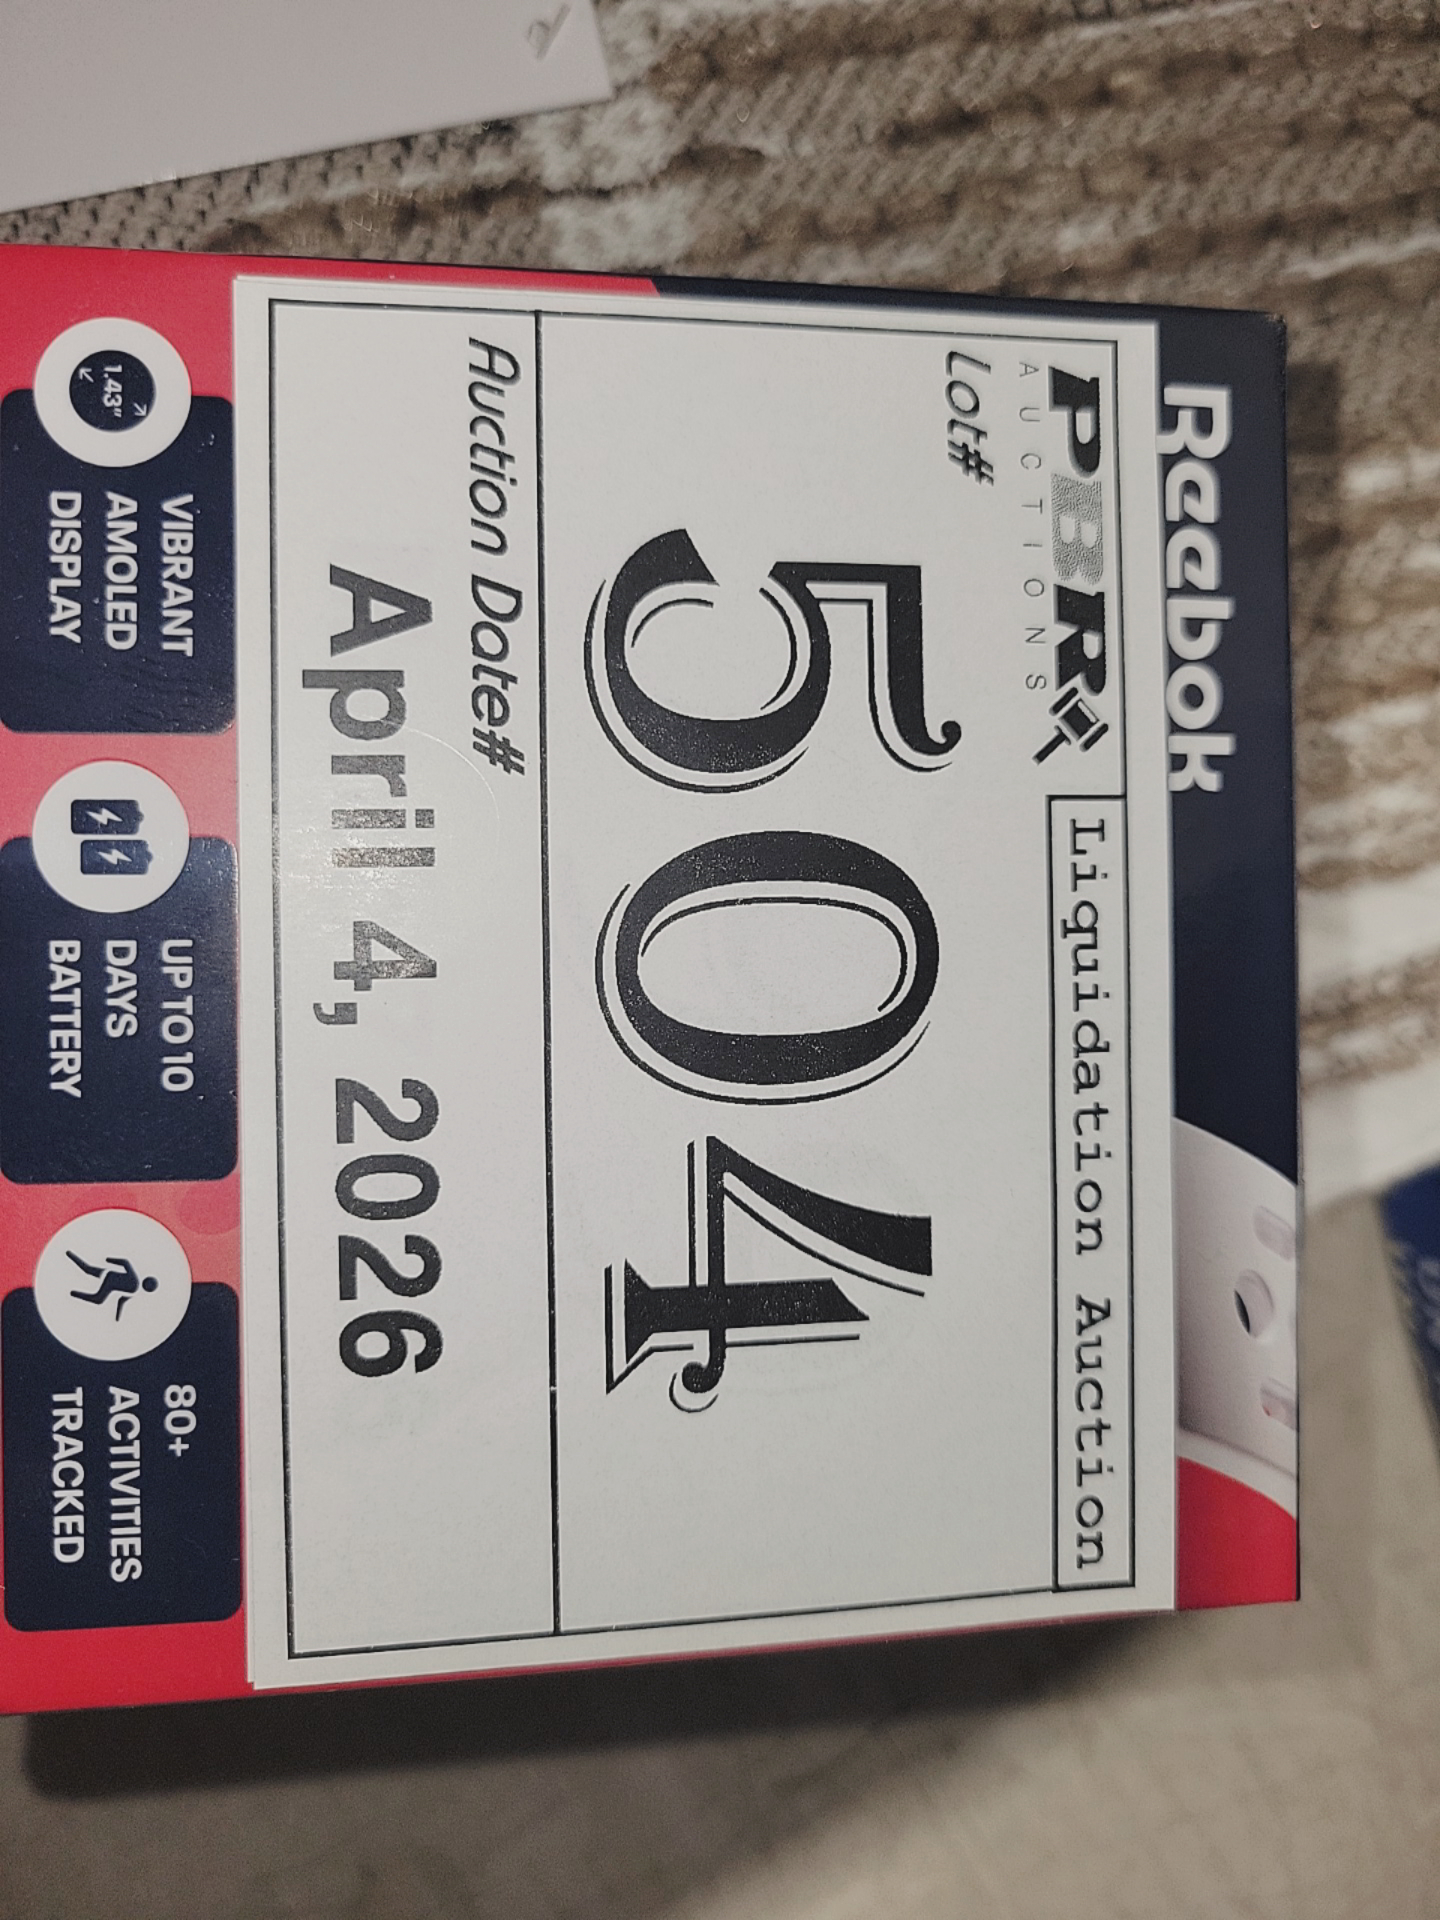 Reebok
PBR
AUCTIONS
Liquidation Auction
Lot#
504
Auction Date#
April 4, 2026
1.43"
VIBRANT
AMOLED
DISPLAY
UP TO 10
DAYS
BATTERY
80+
ACTIVITIES
TRACKED